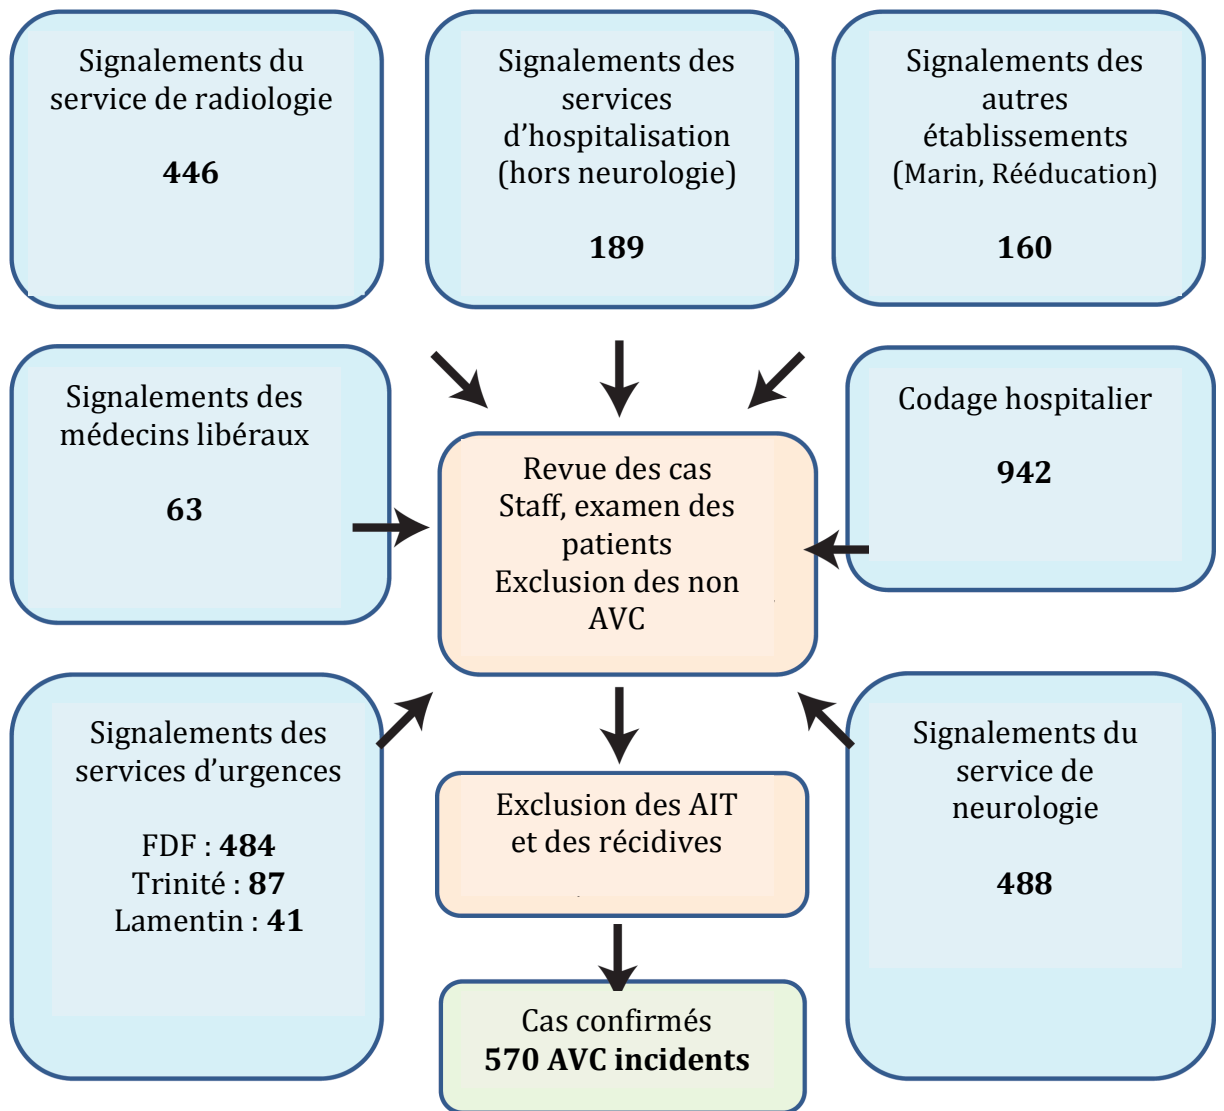 Signalements du
service de radiologie
446
Signalements des
services
d’hospitalisation
(hors neurologie)
189
Signalements des
autres
établissements
(Marin, Rééducation)
160
Signalements des
médecins libéraux
63
Revue des cas
Staff, examen des
patients
Exclusion des non
AVC
Codage hospitalier
942
Signalements des
services d’urgences
FDF : 484
Trinité : 87
Lamentin : 41
Exclusion des AIT
et des récidives
Signalements du
service de
neurologie
488
Cas confirmés
570 AVC incidents